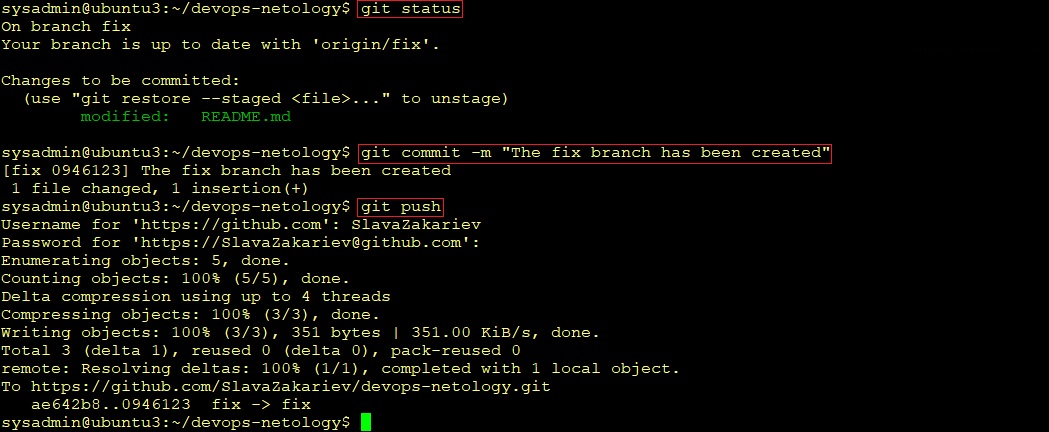 sysadmin@ubuntu3:~/devops-netology$ git status
On branch fix
Your branch is up to date with 'origin/fix'.

Changes to be committed:
  (use "git restore --staged <file>..." to unstage)
        modified:   README.md

sysadmin@ubuntu3:~/devops-netology$ git commit -m "The fix branch has been created"
[fix 0946123] The fix branch has been created
 1 file changed, 1 insertion(+)
sysadmin@ubuntu3:~/devops-netology$ git push
Username for 'https://github.com': SlavaZakariev
Password for 'https://SlavaZakariev@github.com':
Enumerating objects: 5, done.
Counting objects: 100% (5/5), done.
Delta compression using up to 4 threads
Compressing objects: 100% (3/3), done.
Writing objects: 100% (3/3), 351 bytes | 351.00 KiB/s, done.
Total 3 (delta 1), reused 0 (delta 0), pack-reused 0
remote: Resolving deltas: 100% (1/1), completed with 1 local object.
To https://github.com/SlavaZakariev/devops-netology.git
   ae642b8..0946123  fix -> fix
sysadmin@ubuntu3:~/devops-netology$